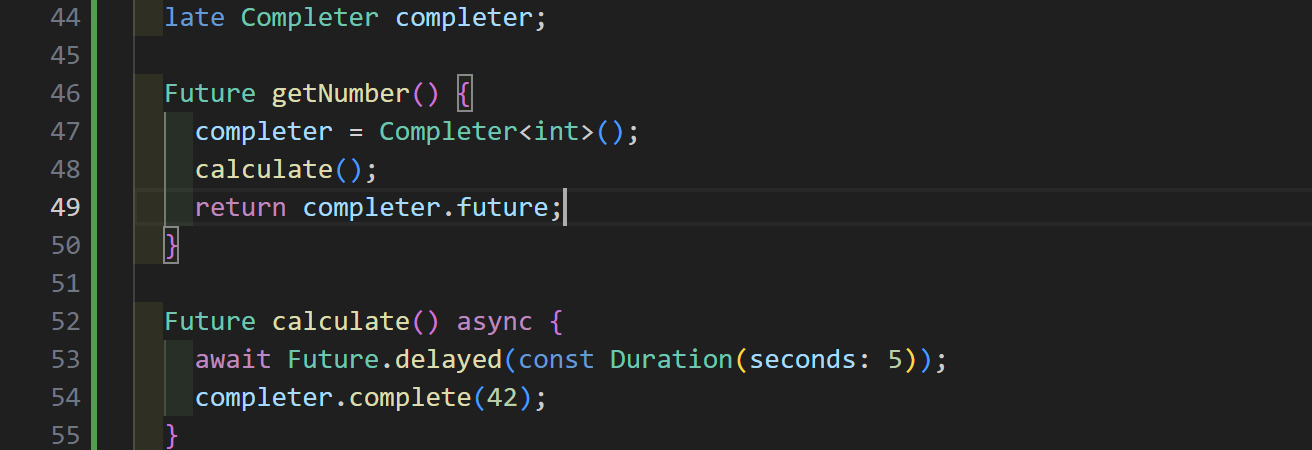 44 late Completer completer;
45
46 Future getNumber() {
47 completer = Completer<int>();
48 calculate();
49 return completer.future;
50 }
51
52 Future calculate() async {
53 await Future.delayed(const Duration(seconds: 5));
54 completer.complete(42);
55 }